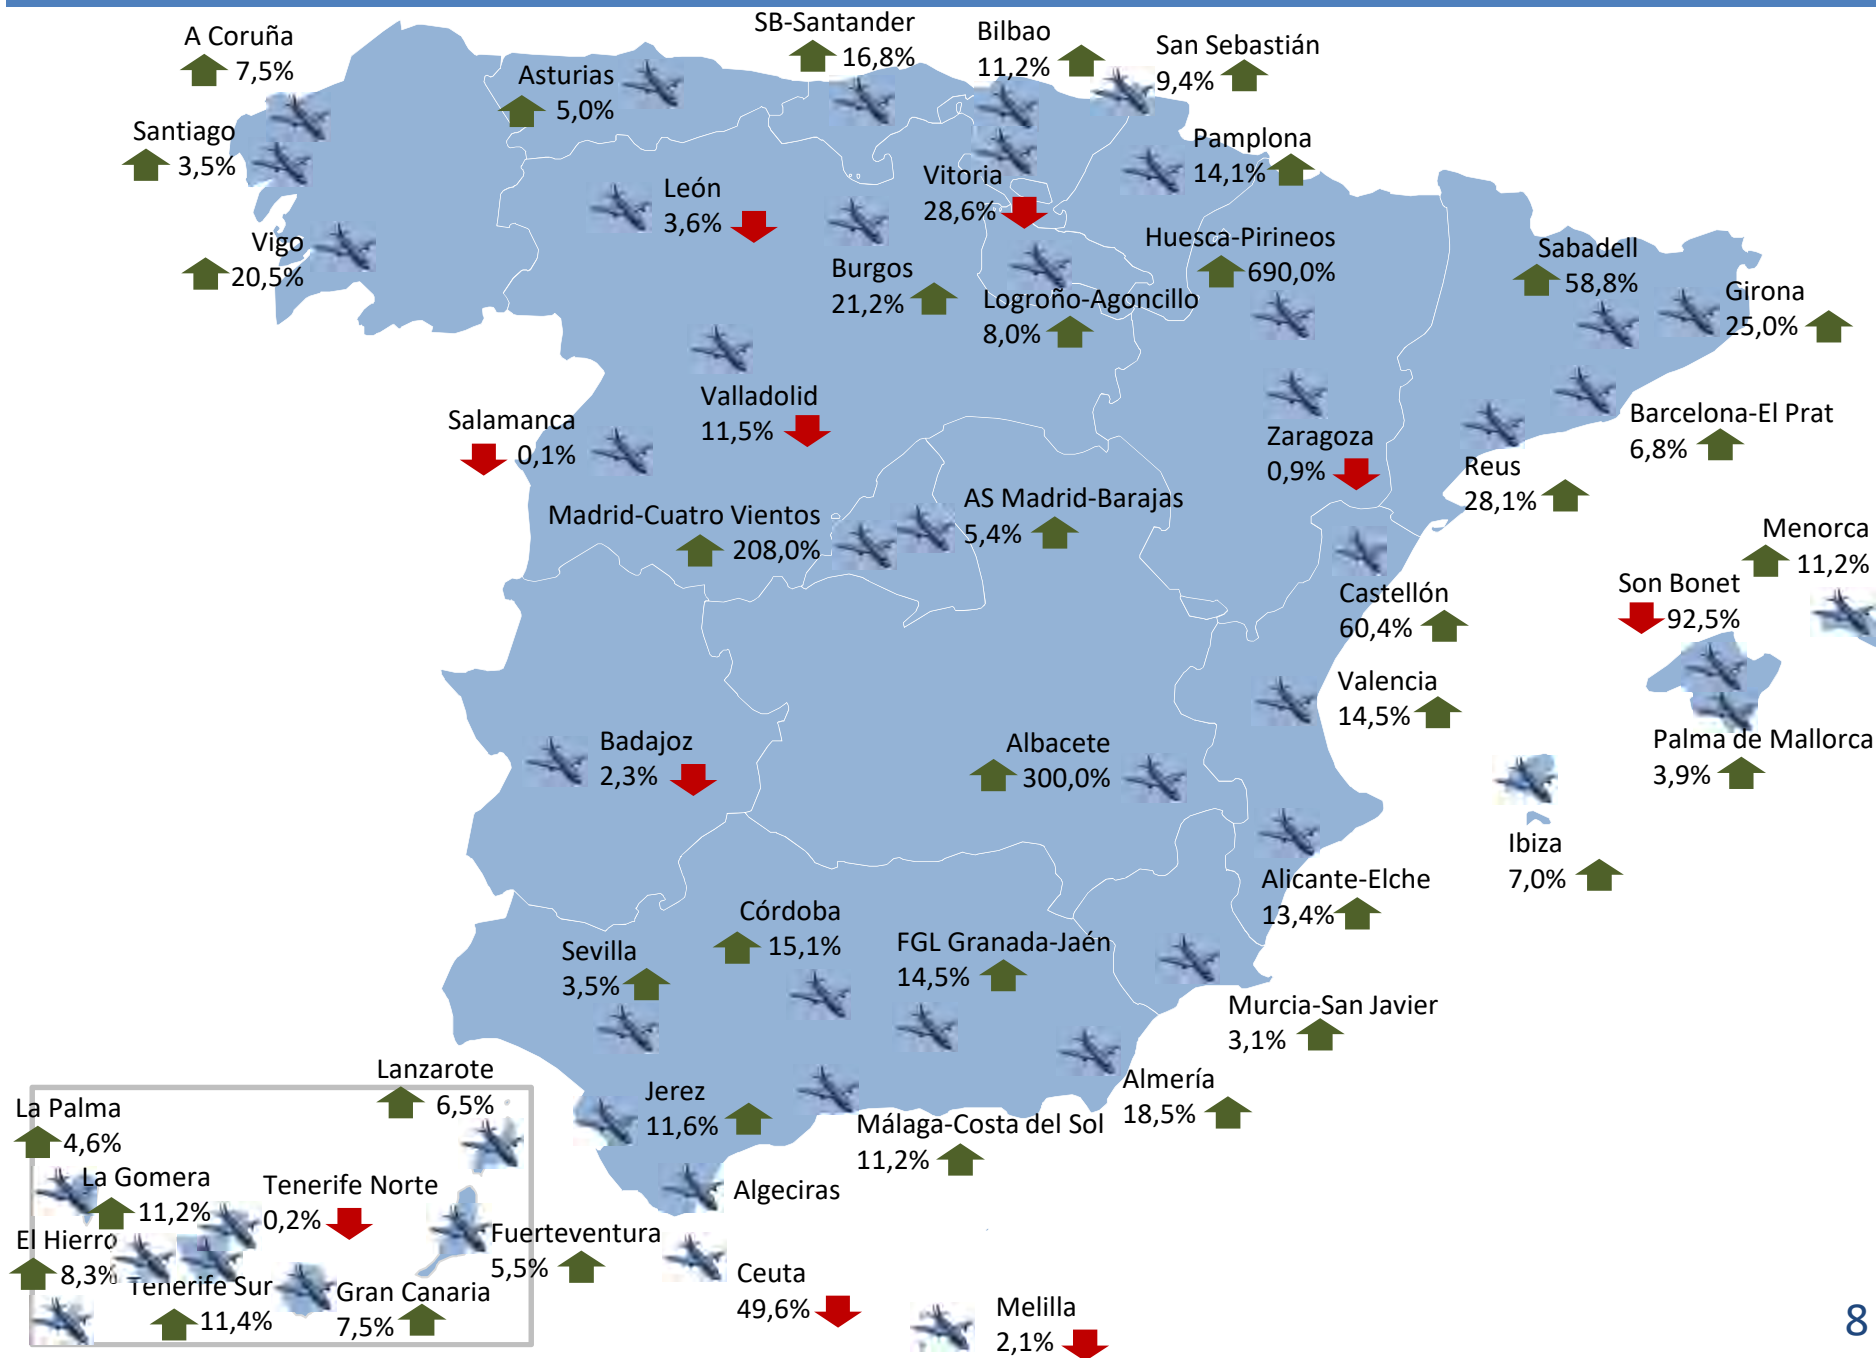 A Coruña
7,5%
SB-Santander
16,8%
Bilbao
11,2%
San Sebastián
9,4%
Asturias
5,0%
Santiago
3,5%
Pamplona
14,1%
León
3,6%
Vitoria
28,6%
Vigo
20,5%
Huesca-Pirineos
690,0%
Sabadell
58,8%
Burgos
21,2%
Logroño-Agoncillo
8,0%
Girona
25,0%
Valladolid
11,5%
Salamanca
0,1%
Barcelona-El Prat
6,8%
Zaragoza
0,9%
Reus
28,1%
AS Madrid-Barajas
5,4%
Madrid-Cuatro Vientos
208,0%
Menorca
11,2%
Son Bonet
92,5%
Castellón
60,4%
Valencia
14,5%
Palma de Mallorca
3,9%
Badajoz
2,3%
Albacete
300,0%
Ibiza
7,0%
Alicante-Elche
13,4%
Córdoba
15,1%
Sevilla
3,5%
FGL Granada-Jaén
14,5%
Murcia-San Javier
3,1%
Lanzarote
6,5%
Jerez
11,6%
Almería
18,5%
La Palma
4,6%
Málaga-Costa del Sol
11,2%
La Gomera
11,2%
Tenerife Norte
0,2%
Algeciras
El Hierro
8,3%
Fuerteventura
5,5%
Tenerife Sur
11,4%
Gran Canaria
7,5%
Ceuta
49,6%
Melilla
2,1%
8